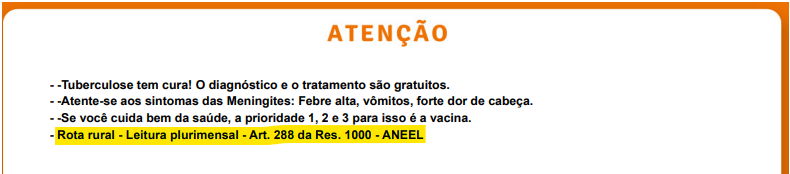 ATENÇÃO
- -Tuberculose tem cura! O diagnóstico e o tratamento são gratuitos.
- -Atente-se aos sintomas das Meningites: Febre alta, vômitos, forte dor de cabeça.
- -Se você cuida bem da saúde, a prioridade 1, 2 e 3 para isso é a vacina.
- Rota rural - Leitura plurimensal - Art. 288 da Res. 1000 - ANEEL